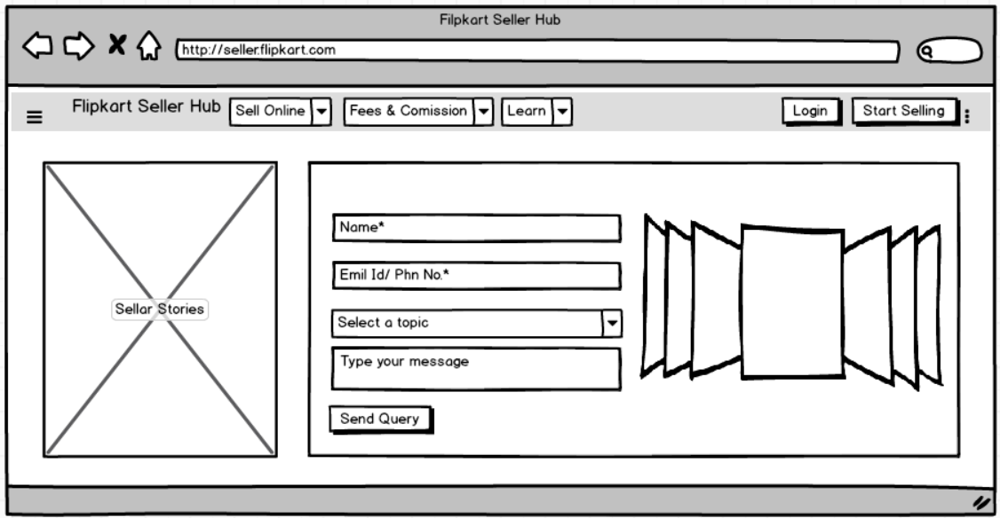 Filpkart Seller Hub
http://seller.flipkart.com
Flipkart Seller Hub Sell Online Fees & Comission Learn Login Start Selling
Name*
Emil Id/ Phn No.*
Sellar Stories
Select a topic
Type your message
Send Query